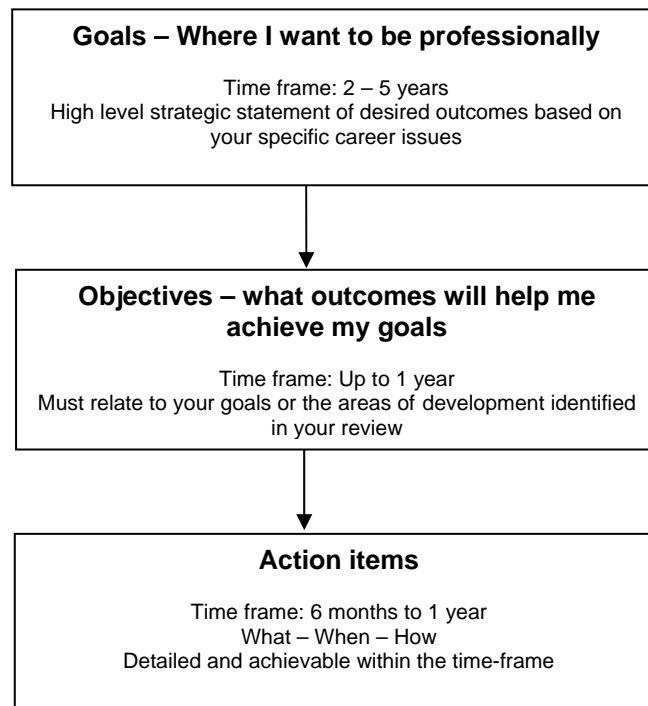 Goals – Where I want to be professionally
Time frame: 2 – 5 years
High level strategic statement of desired outcomes based on
your specific career issues
Objectives – what outcomes will help me
achieve my goals
Time frame: Up to 1 year
Must relate to your goals or the areas of development identified
in your review
Action items
Time frame: 6 months to 1 year
What – When – How
Detailed and achievable within the time-frame